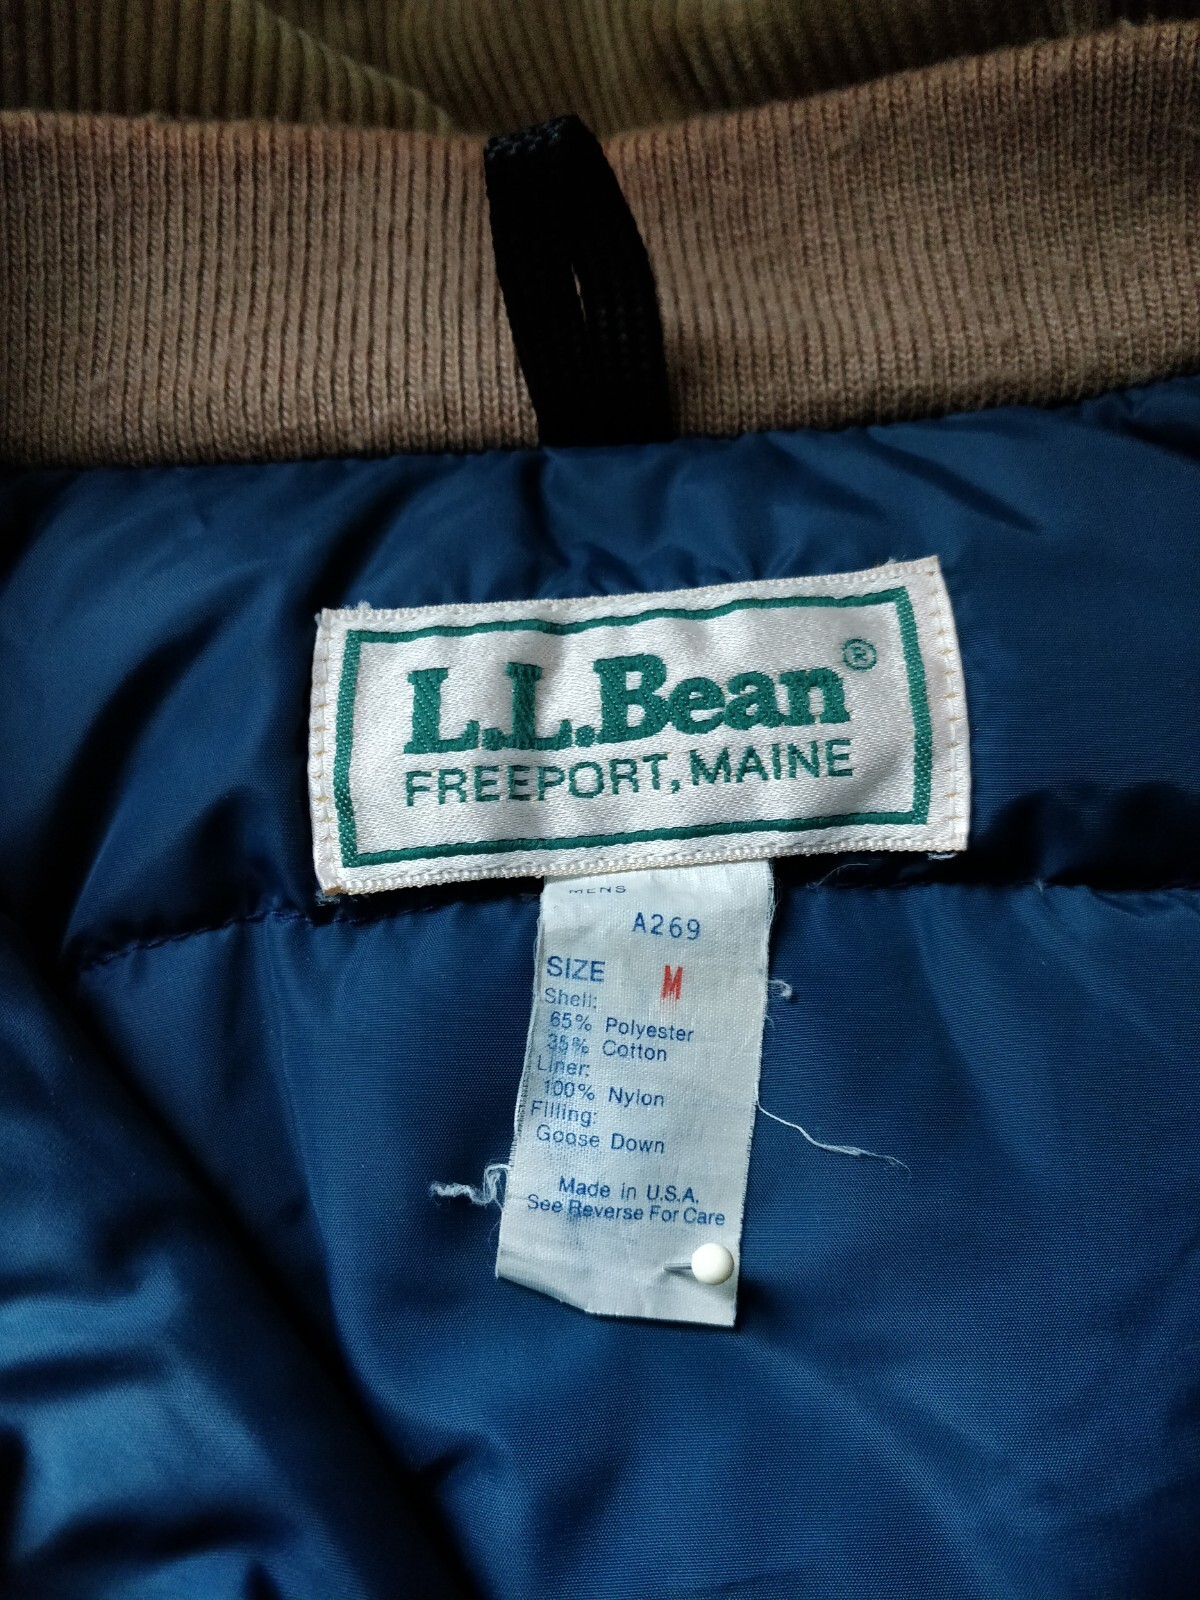 L.L.Bean®
FREEPORT, MAINE
MENS
A269
SIZE M
Shell:
65% Polyester
35% Cotton
Liner:
100% Nylon
Filling:
Goose Down
Made in U.S.A.
See Reverse For Care